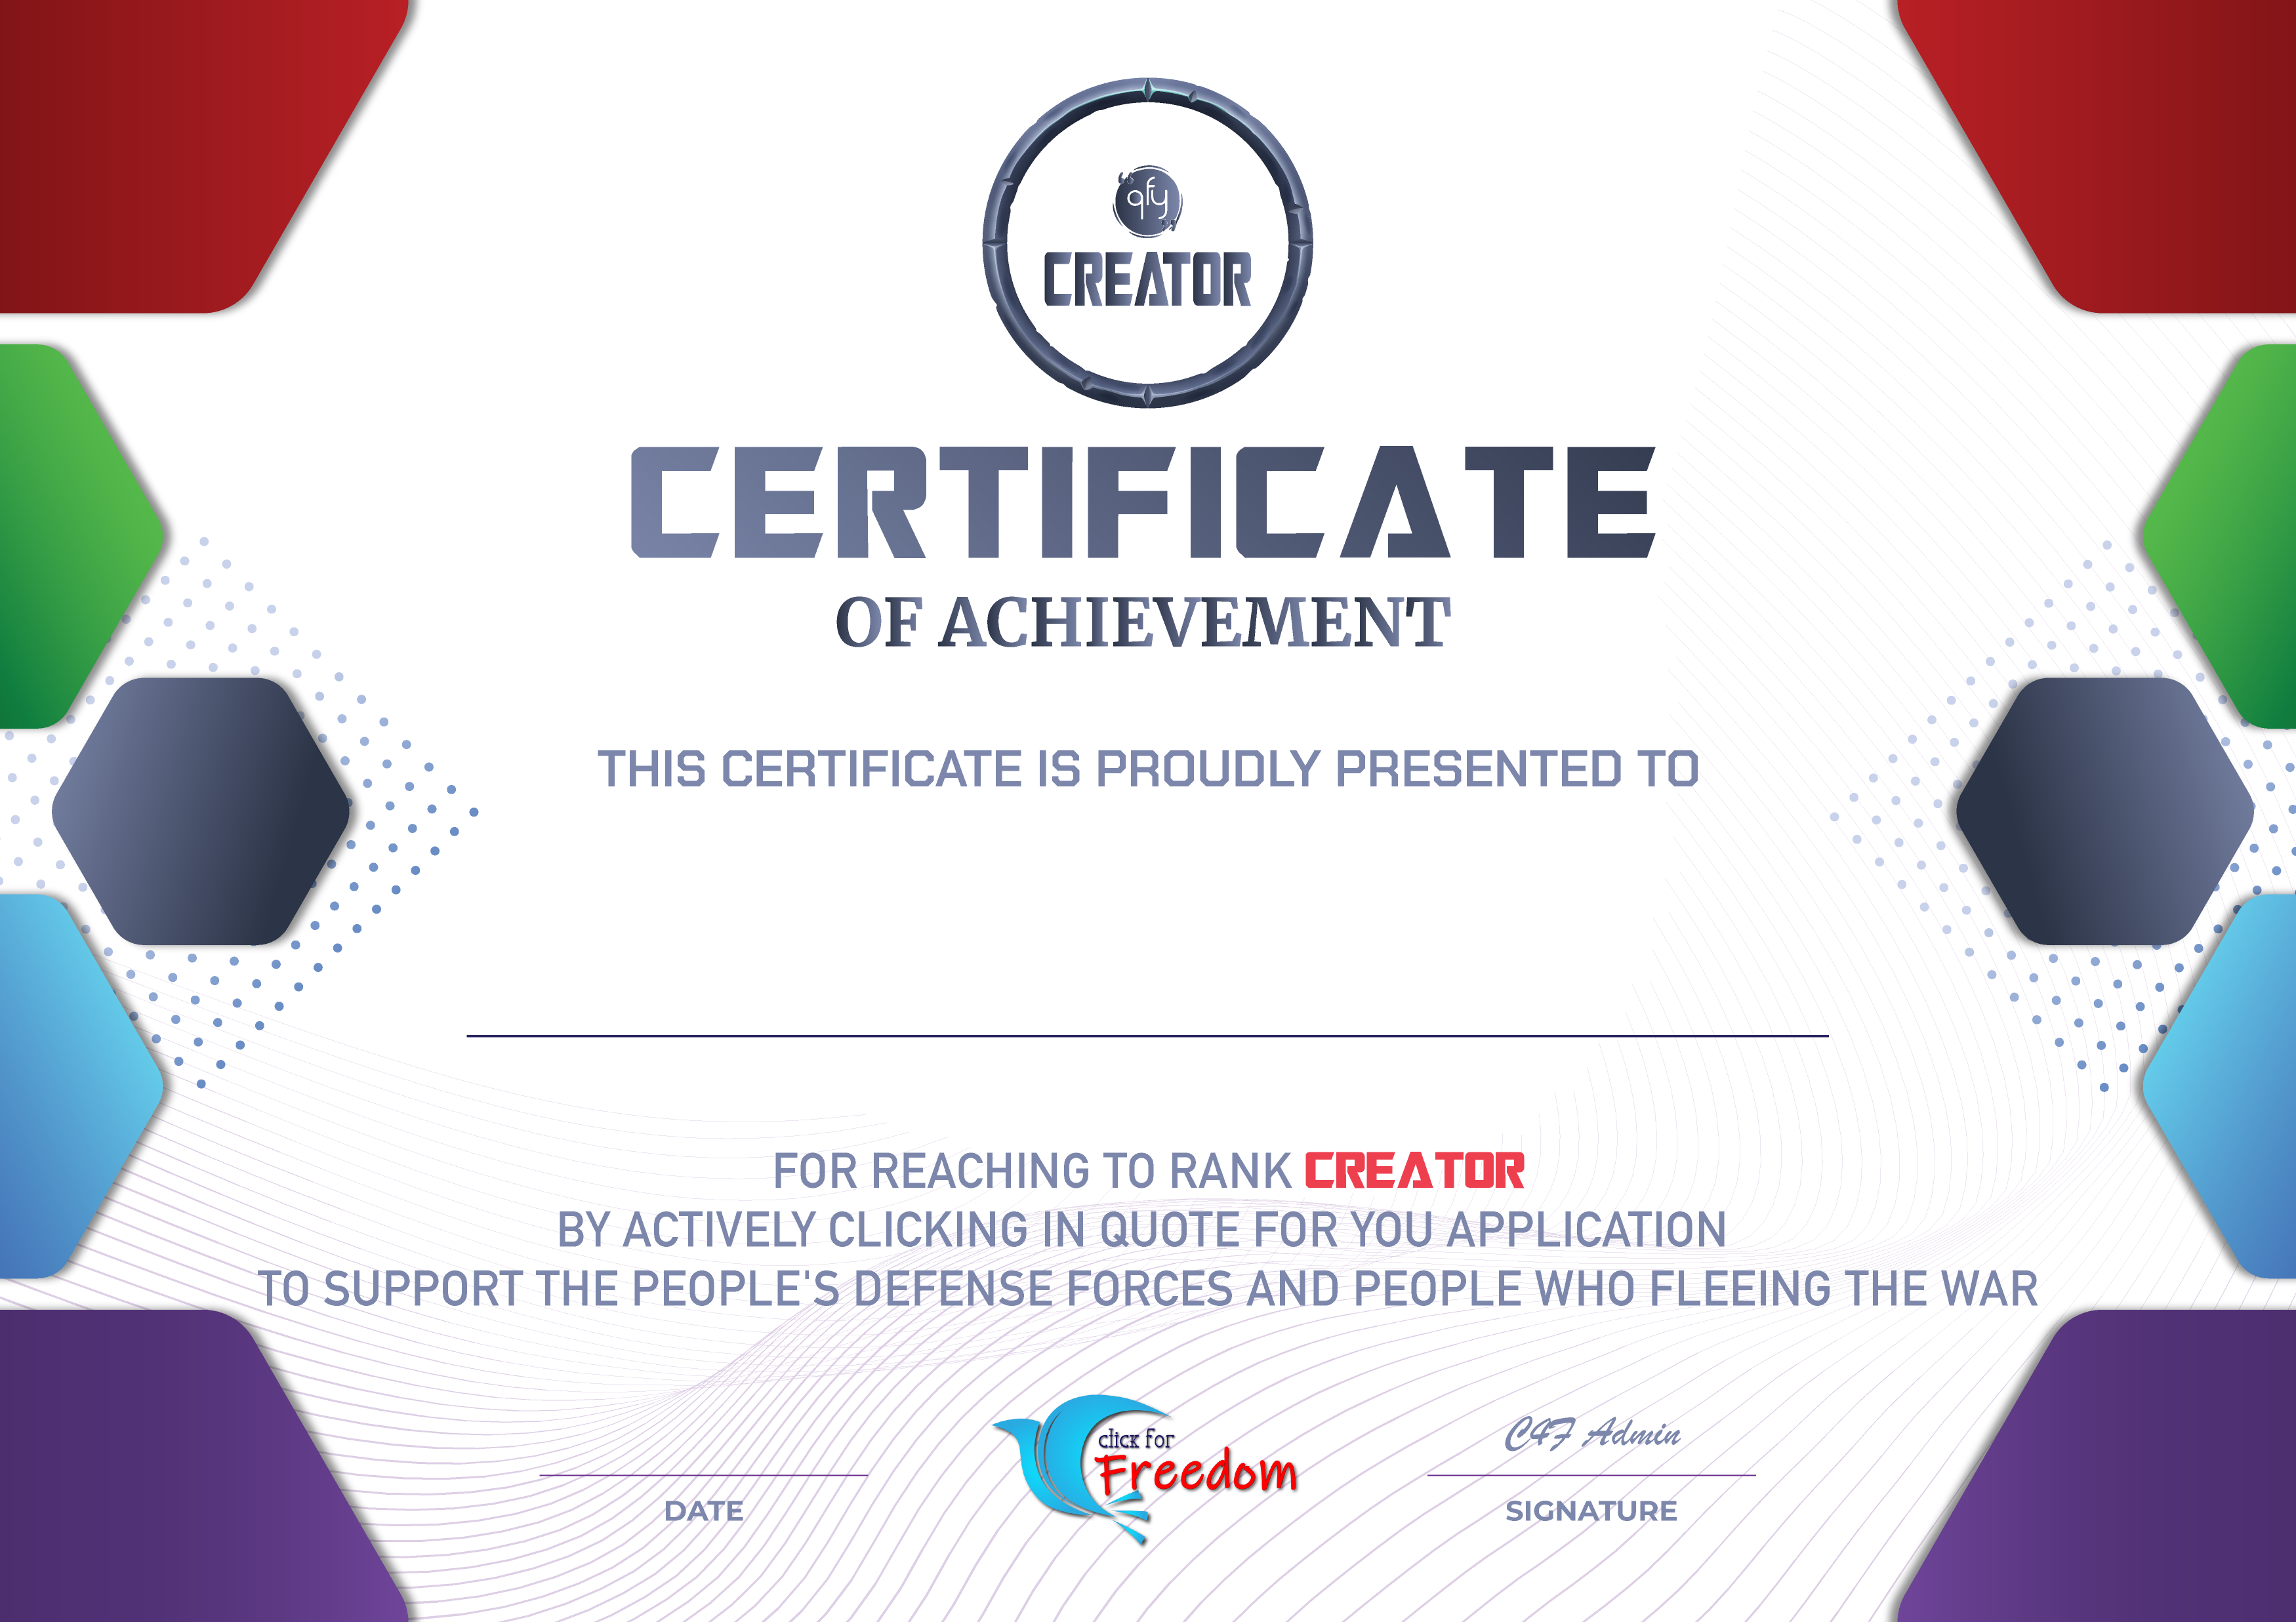 qfy
CREATOR
CERTIFICATE
OF ACHIEVEMENT
THIS CERTIFICATE IS PROUDLY PRESENTED TO
FOR REACHING TO RANK CREATOR
BY ACTIVELY CLICKING IN QUOTE FOR YOU APPLICATION
TO SUPPORT THE PEOPLE'S DEFENSE FORCES AND PEOPLE WHO FLEEING THE WAR
click for
Freedom
C4F Admin
DATE
SIGNATURE